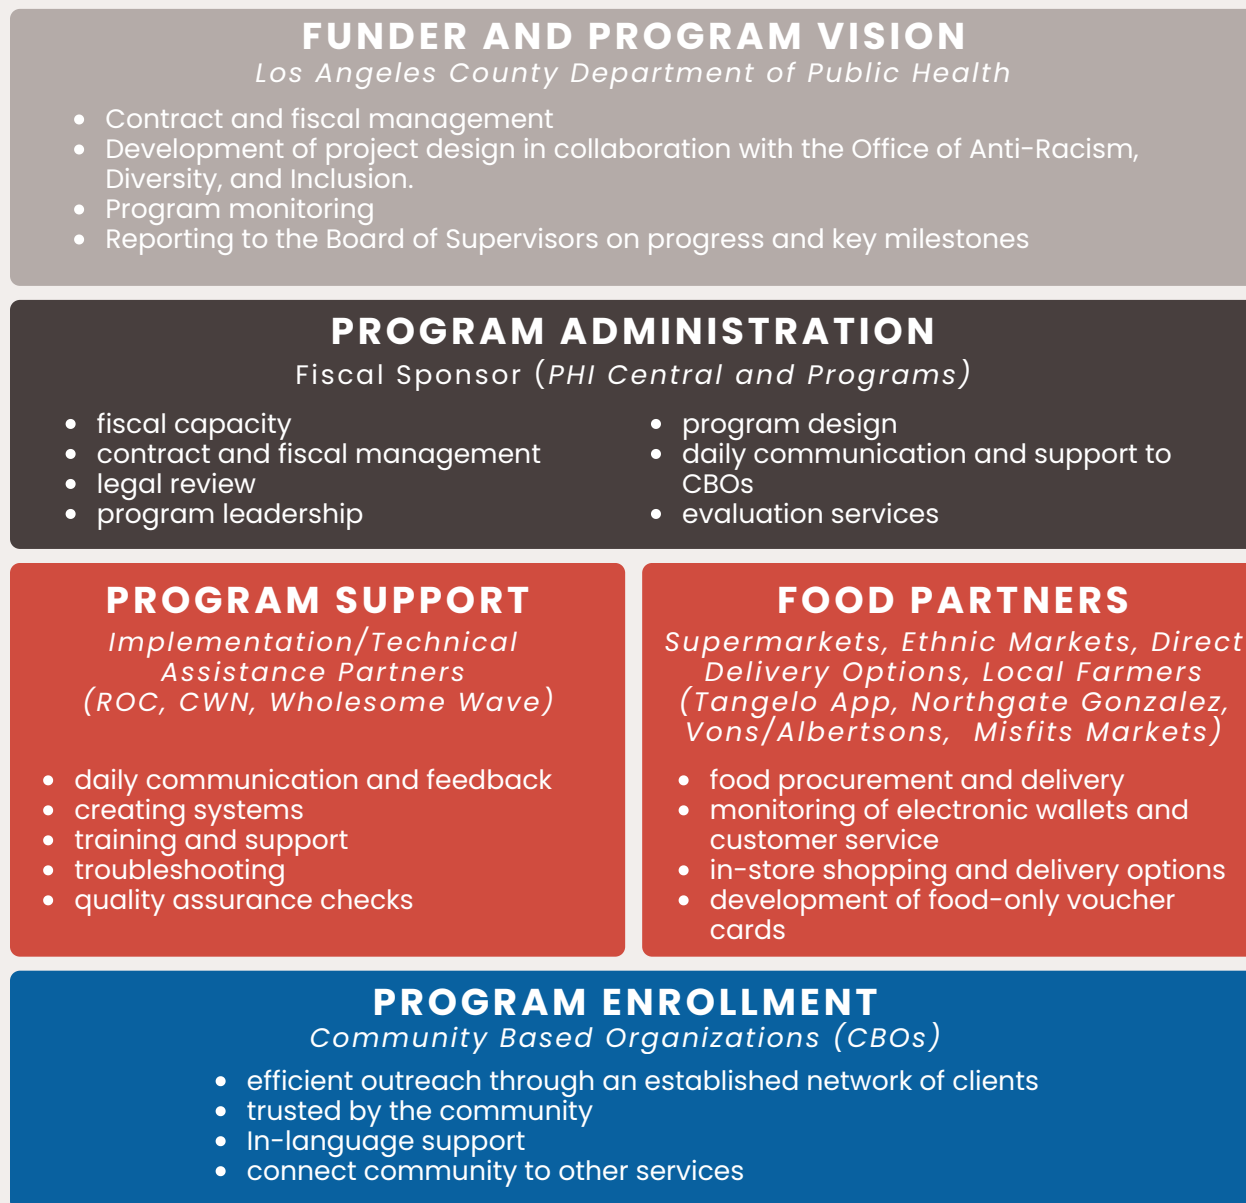 FUNDER AND PROGRAM VISION
Los Angeles County Department of Public Health
• Contract and fiscal management
• Development of project design in collaboration with the Office of Anti-Racism,
Diversity, and Inclusion.
• Program monitoring
• Reporting to the Board of Supervisors on progress and key milestones
PROGRAM ADMINISTRATION
Fiscal Sponsor (PHI Central and Programs)
• fiscal capacity
• contract and fiscal management
• legal review
• program leadership
• program design
• daily communication and support to
CBOs
• evaluation services
PROGRAM SUPPORT
Implementation/Technical
Assistance Partners
(ROC, CWN, Wholesome Wave)
• daily communication and feedback
• creating systems
• training and support
• troubleshooting
• quality assurance checks
FOOD PARTNERS
Supermarkets, Ethnic Markets, Direct
Delivery Options, Local Farmers
(Tangelo App, Northgate Gonzalez,
Vons/Albertsons, Misfits Markets)
• food procurement and delivery
• monitoring of electronic wallets and
customer service
• in-store shopping and delivery options
• development of food-only voucher
cards
PROGRAM ENROLLMENT
Community Based Organizations (CBOs)
• efficient outreach through an established network of clients
• trusted by the community
• In-language support
• connect community to other services